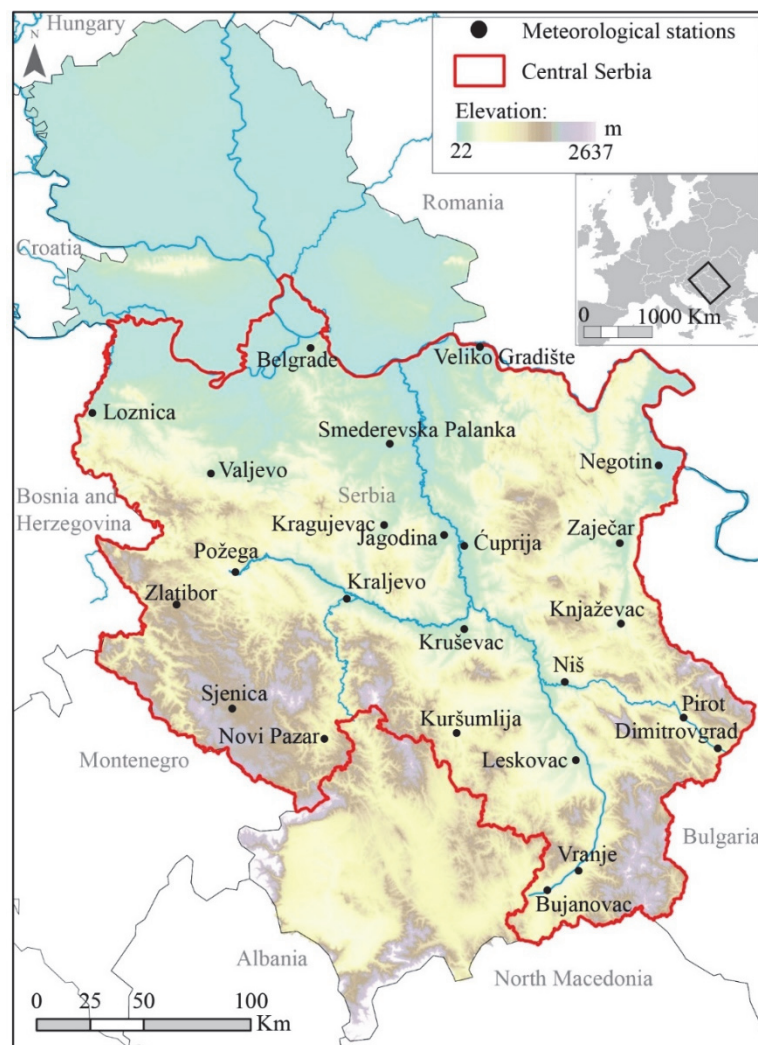 Hungary
N
Meteorological stations
Central Serbia
Elevation:
m
22 2637
Romania
Croatia
0 1000 Km
Belgrade
Veliko Gradište
Loznica
Smederevska Palanka
Negotin
Valjevo
Bosnia and
Herzegovina
Serbia
Kragujevac
Jagodina
Ćuprija
Zaječar
Požega
Zlatibor
Kraljevo
Knjaževac
Kruševac
Niš
Sjenica
Pirot
Novi Pazar
Kuršumlija
Dimitrovgrad
Montenegro
Leskovac
Bulgaria
Vranje
Bujanovac
Albania
North Macedonia
0 25 50 100
Km